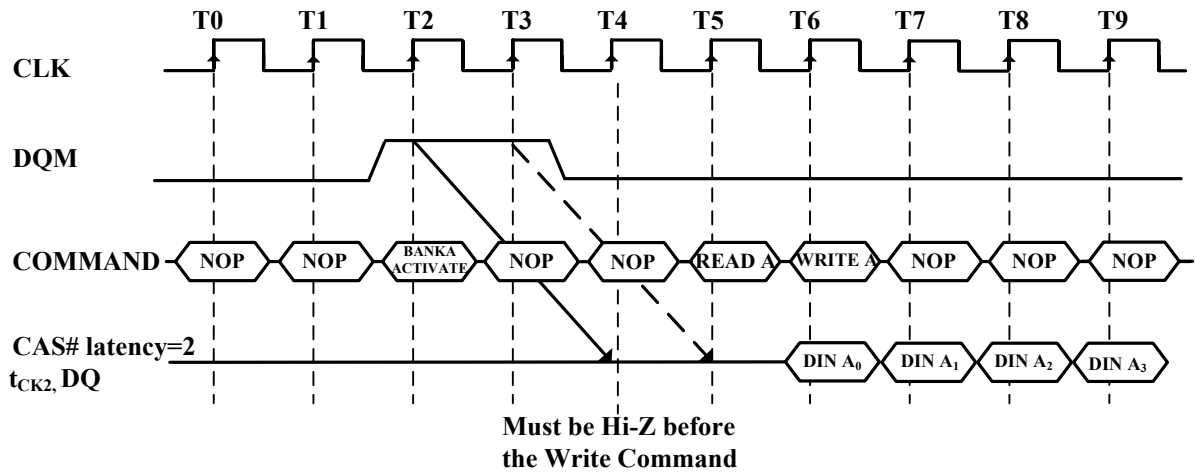 T0 T1 T2 T3 T4 T5 T6 T7 T8 T9
CLK
DQM
COMMAND NOP NOP BANKA ACTIVATE NOP NOP READ A WRITE A NOP NOP NOP
CAS# latency=2
tCK2, DQ DIN A0 DIN A1 DIN A2 DIN A3
Must be Hi-Z before
the Write Command